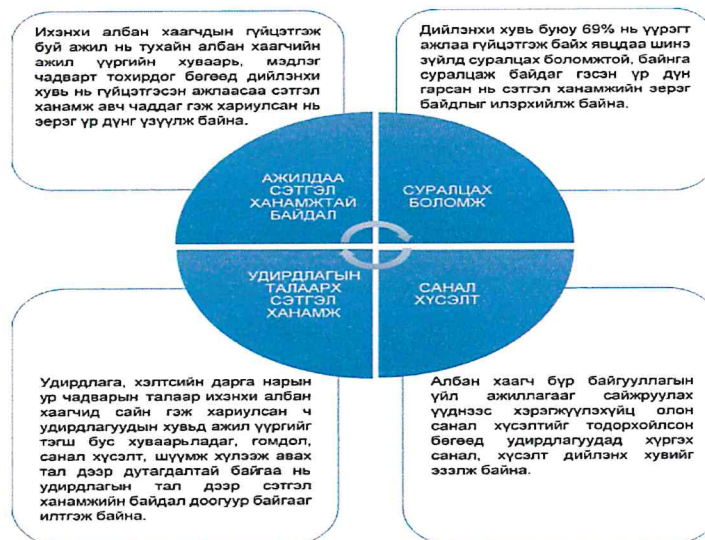 Ихэнхи албан хаагчдын гүйцэтгэж
буй ажил нь тухайн албан хаагчийн
ажил үүргийн хуваарь, мэдлэг
чадварт тохирдог бөгөөд дийлэнхи
хувь нь гүйцэтгэсэн ажлаасаа сэтгэл
ханамж авч чаддаг гэж хариулсан нь
эерэг үр дүнг үзүүлж байна.
Дийлэнхи хувь буюу 69% нь үүрэгт
ажлаа гүйцэтгэж байх явцдаа шинэ
зүйлд суралцах боломжтой, байнга
суралцаж байдаг гэсэн үр дүн
гарсан нь сэтгэл ханамжийн эерэг
байдлыг илэрхийлж байна.
АЖИЛДАА
СЭТГЭЛ
ХАНАМЖТАЙ
БАЙДАЛ
СУРАЛЦАХ
БОЛОМЖ
УДИРДЛАГЫН
ТАЛААРХ
СЭТГЭЛ
ХАНАМЖ
САНАЛ
ХҮСЭЛТ
Удирдлага, хэлтсийн дарга нарын
ур чадварын талаар ихэнхи албан
хаагчид сайн гэж хариулсан ч
удирдлагуудын хувьд ажил үүргийг
тэгш бус хуваарьладаг, гомдол,
санал хүсэлт, шүүмж хүлээж авах
тал дээр дутагдалтай байгаа нь
удирдлагын тал дээр сэтгэл
ханамжийн байдал доогуур байгааг
илтгэж байна.
Албан хаагч бүр байгууллагын
үйл ажиллагааг сайжруулах
үүднээс хэрэгжүүлэхүйц олон
санал хүсэлтийг тодорхойлсон
бөгөөд удирдлагуудад хүргэх
санал, хүсэлт дийлэнх хувийг
эзэлж байна.